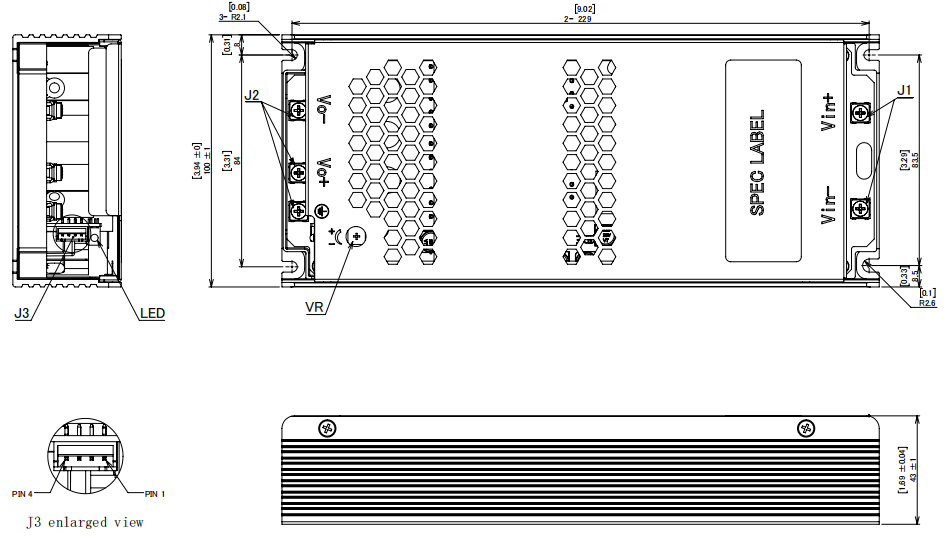 [0.08]
3- R2.1
[9.02]
2- 229
[0.31]
8
[3.94 ±0]
100 ±1
[3.31]
84
J2
Vo-
Vo+
+
-
VR
SPEC LABEL
Vin+
Vin-
J1
[3.29]
83.5
[0.33]
8.5
[0.1]
R2.6
J3
LED
PIN 4
PIN 1
J3 enlarged view
[1.69 ±0.04]
43 ±1